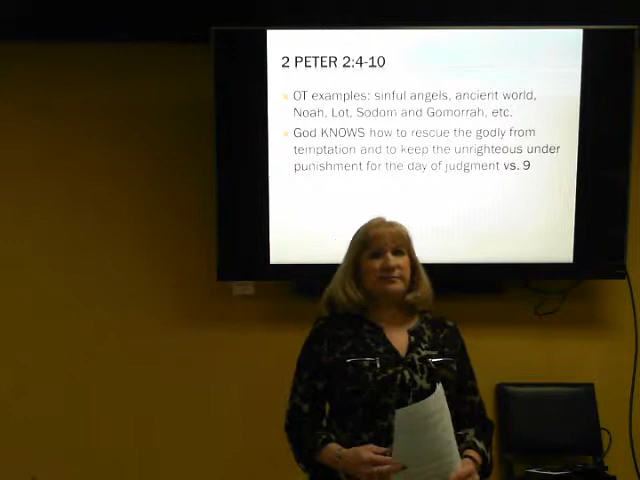 2 PETER 2:4-10
OT examples: sinful angels, ancient world,
Noah, Lot, Sodom and Gomorrah, etc.
God KNOWS how to rescue the godly from
temptation and to keep the unrighteous under
punishment for the day of judgment vs. 9